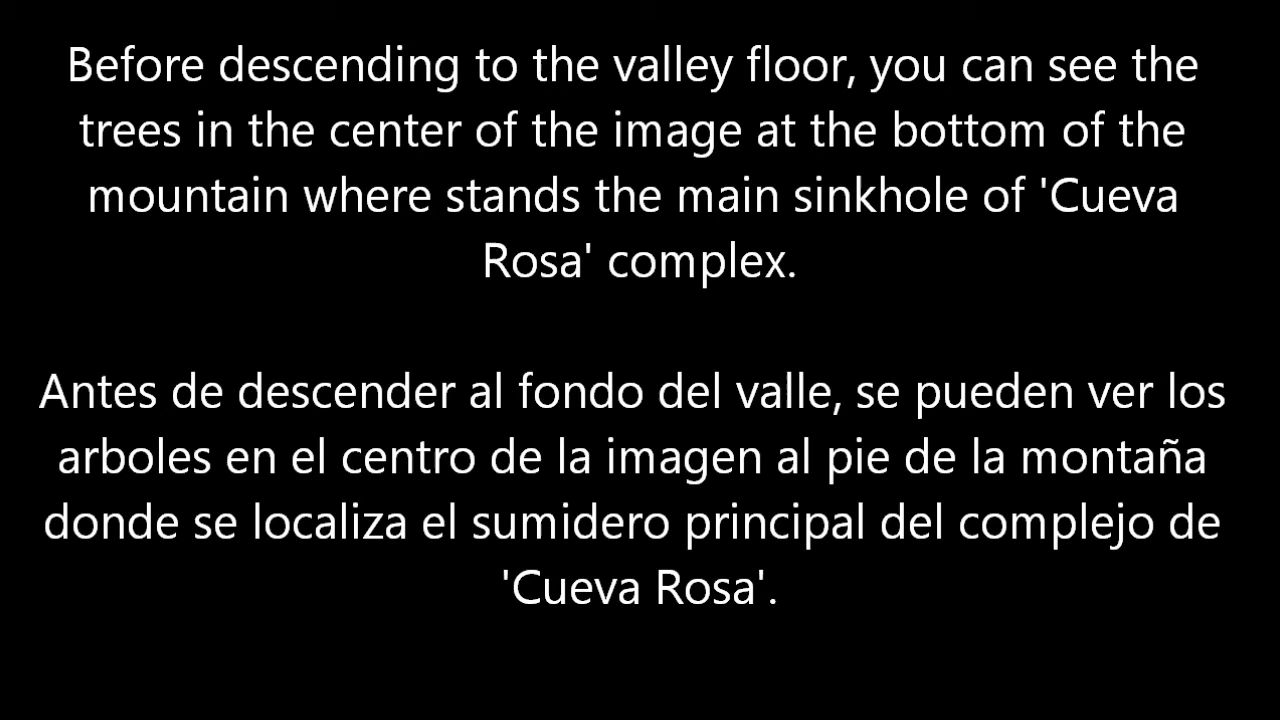 Before descending to the valley floor, you can see the
trees in the center of the image at the bottom of the
mountain where stands the main sinkhole of 'Cueva
Rosa' complex.
Antes de descender al fondo del valle, se pueden ver los
arboles en el centro de la imagen al pie de la montaña
donde se localiza el sumidero principal del complejo de
'Cueva Rosa'.